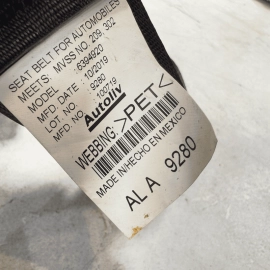 SEAT BELT FOR AUTOMOBILES
MEETS: MVSS NO. 209, 302
MODEL : 6394920
MFD. DATE : 10/2019
LOT NO. : 9280
MFD NO. : 100719
Autoliv
WEBBING: >PET<
MADE IN/HECHO EN MEXICO
AL A 9280